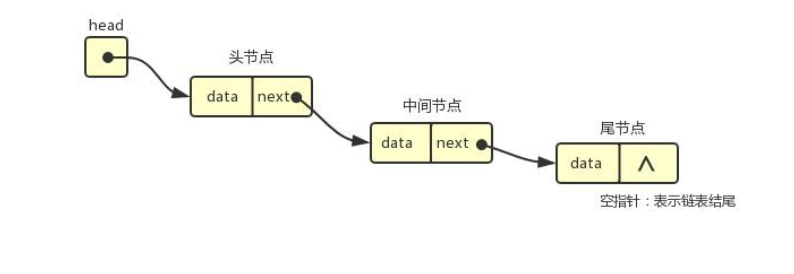 head
头节点
data next
中间节点
data next
尾节点
data ∧
空指针：表示链表结尾